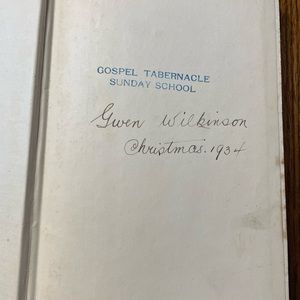 GOSPEL TABERNACLE
SUNDAY SCHOOL
Gwen Wilkinson
Christmas. 1934